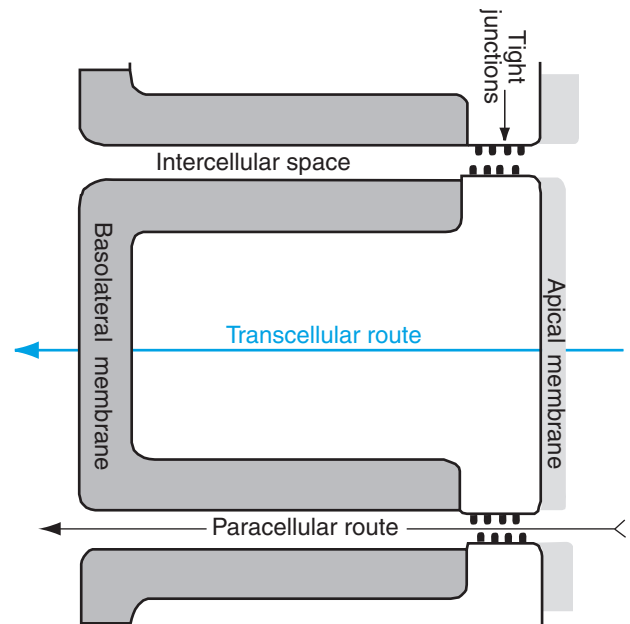 Tight
junctions
Intercellular space
Basolateral membrane
Transcellular route
Apical membrane
Paracellular route